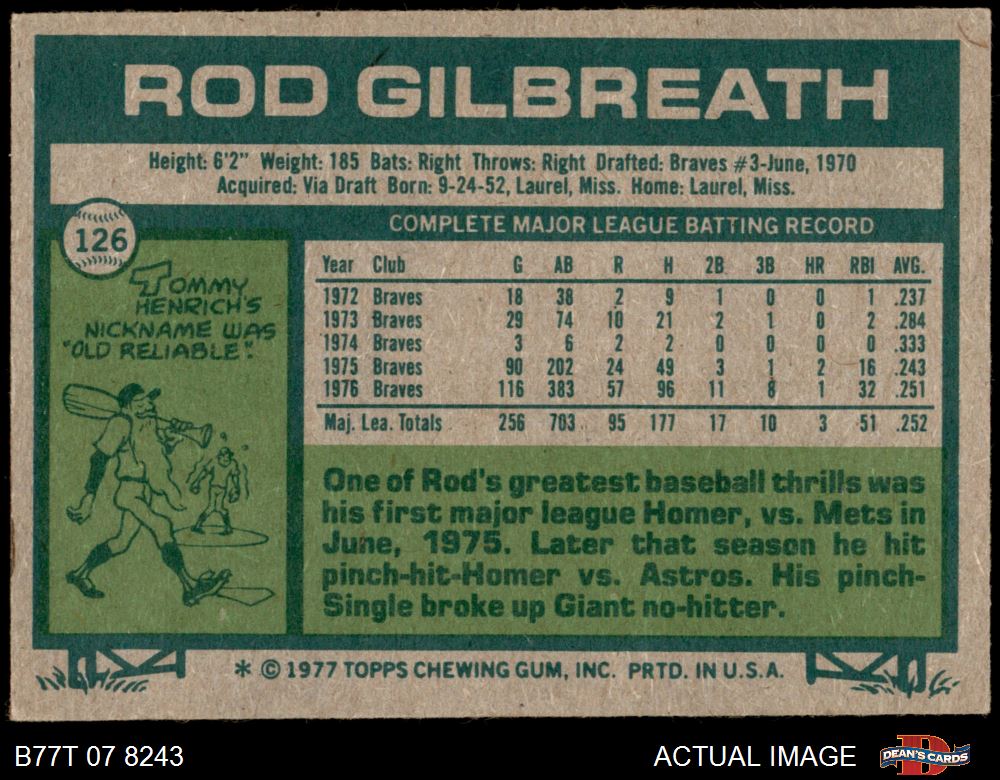 ROD GILBREATH
Height: 6'2" Weight: 185 Bats: Right Throws: Right Drafted: Braves #3-June, 1970
Acquired: Via Draft Born: 9-24-52, Laurel, Miss. Home: Laurel, Miss.
126
TOMMY
HENRICH'S
NICKNAME WAS
"OLD RELIABLE".
COMPLETE MAJOR LEAGUE BATTING RECORD
Year Club G AB R H 2B 3B HR RBI AVG.
1972 Braves 18 38 2 9 1 0 0 1 .237
1973 Braves 29 74 10 21 2 1 0 2 .284
1974 Braves 3 6 2 2 0 0 0 0 .333
1975 Braves 90 202 24 49 3 1 2 16 .243
1976 Braves 116 383 57 96 11 8 1 32 .251
Maj. Lea. Totals 256 703 95 177 17 10 3 51 .252
One of Rod's greatest baseball thrills was
his first major league Homer, vs. Mets in
June, 1975. Later that season he hit
pinch-hit-Homer vs. Astros. His pinch-
Single broke up Giant no-hitter.
* © 1977 TOPPS CHEWING GUM, INC. PRTD. IN U.S.A.
B77T 07 8243
ACTUAL IMAGE
D
DEAN'S CARDS